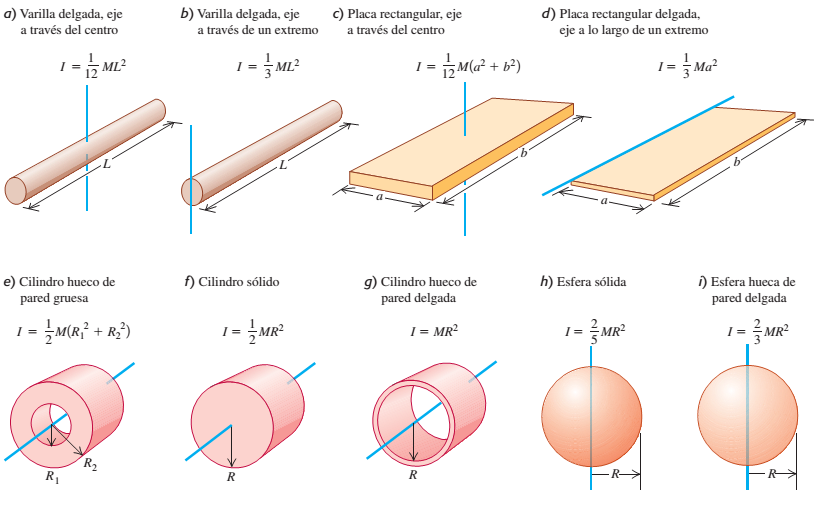 a) Varilla delgada, eje
a través del centro
I = 1/12 ML²
L
b) Varilla delgada, eje
a través de un extremo
I = 1/3 ML²
L
c) Placa rectangular, eje
a través del centro
I = 1/12 M(a² + b²)
b
a
d) Placa rectangular delgada,
eje a lo largo de un extremo
I = 1/3 Ma²
b
a
e) Cilindro hueco de
pared gruesa
I = 1/2 M(R₁² + R₂²)
R₂
R₁
f) Cilindro sólido
I = 1/2 MR²
R
g) Cilindro hueco de
pared delgada
I = MR²
R
h) Esfera sólida
I = 2/5 MR²
R
i) Esfera hueca de
pared delgada
I = 2/3 MR²
R